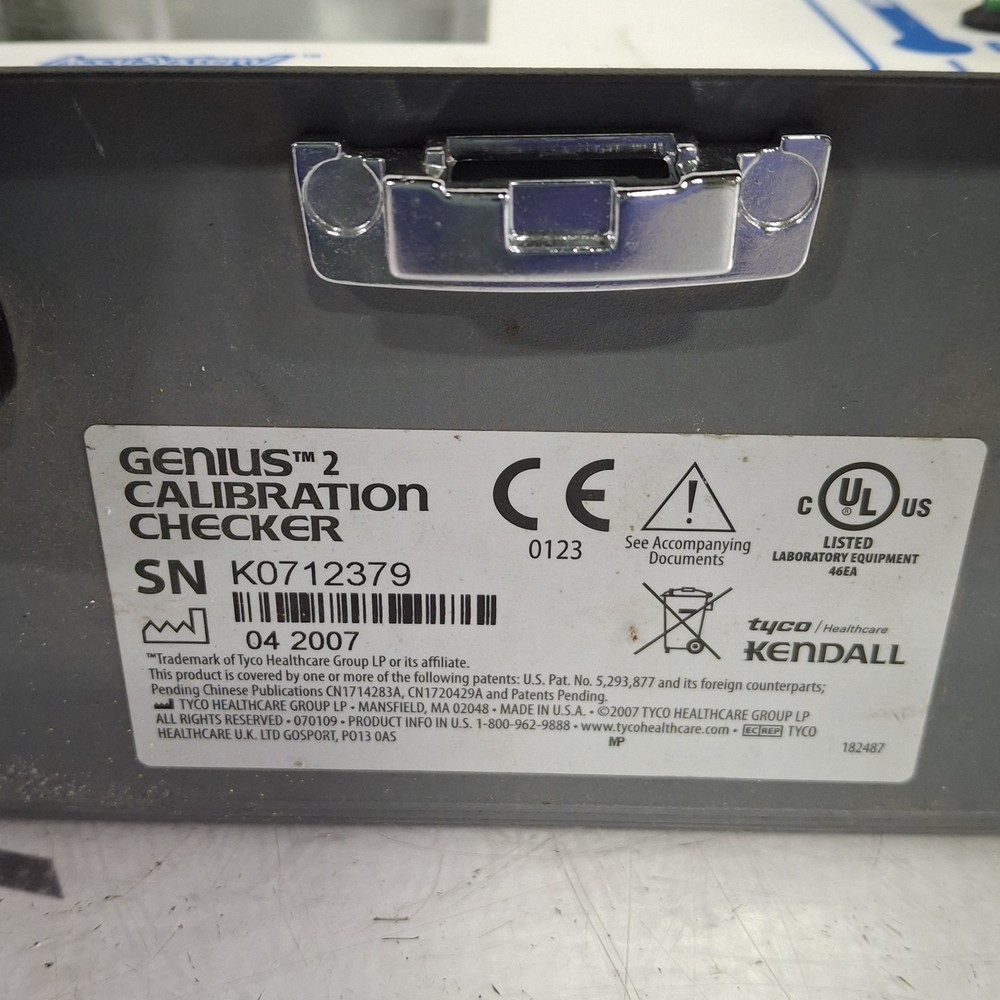 GENIUS™ 2
CALIBRATION
CHECKER
SN K0712379
04 2007
CE
0123
See Accompanying
Documents
C UL ® US
LISTED
LABORATORY EQUIPMENT
46EA
tyco / Healthcare
KENDALL
™Trademark of Tyco Healthcare Group LP or its affiliate.
This product is covered by one or more of the following patents: U.S. Pat. No. 5,293,877 and its foreign counterparts;
Pending Chinese Publications CN1714283A, CN1720429A and Patents Pending.
TYCO HEALTHCARE GROUP LP • MANSFIELD, MA 02048 • MADE IN U.S.A. • ©2007 TYCO HEALTHCARE GROUP LP
ALL RIGHTS RESERVED • 070109 • PRODUCT INFO IN U.S. 1-800-962-9888 • www.tycohealthcare.com • EC REP TYCO
HEALTHCARE U.K. LTD GOSPORT, PO13 0AS
MP
182487